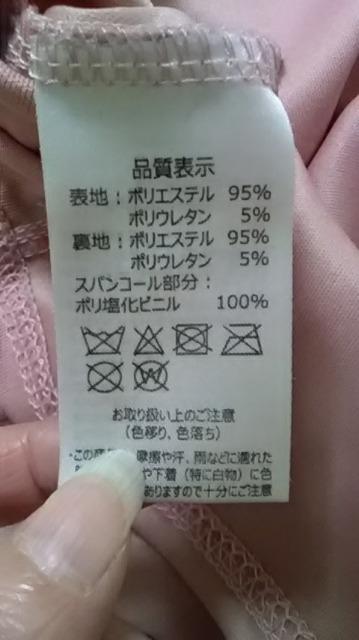 品質表示
表地：ポリエステル 95%
ポリウレタン 5%
裏地：ポリエステル 95%
ポリウレタン 5%
スパンコール部分：
ポリ塩化ビニル 100%
お取り扱い上のご注意
（色移り、色落ち）
・この商 摩擦や汗、雨などに濡れた
や下着（特に白物）に色
ありますので十分にご注意